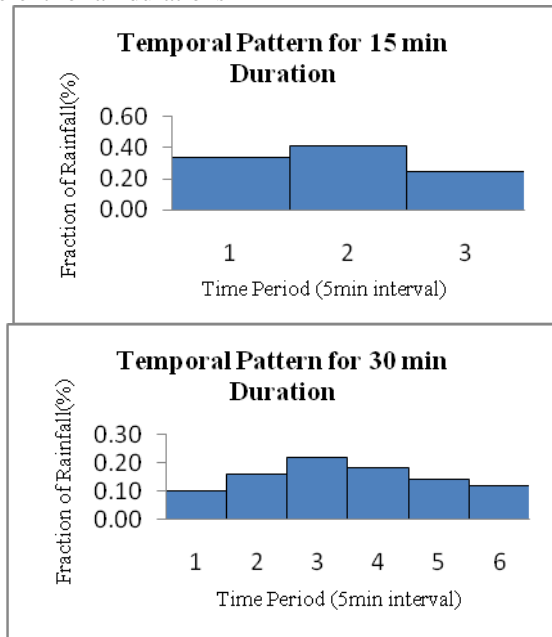 Temporal Pattern for 15 min
Duration
Fraction of Rainfall(%)
0.60
0.40
0.20
0.00
1 2 3
Time Period (5min interval)
Temporal Pattern for 30 min
Duration
Fraction of Rainfall(%)
0.30
0.20
0.10
0.00
1 2 3 4 5 6
Time Period (5min interval)